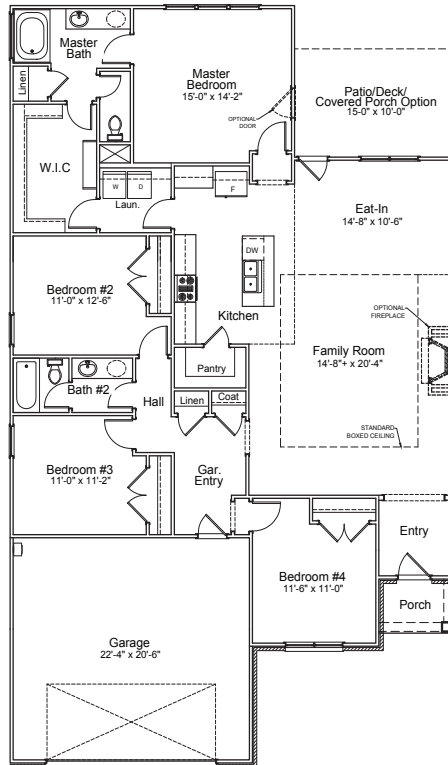 Master
Bath
Linen
Master
Bedroom
15'-0" x 14'-2"
OPTIONAL
DOOR
Patio/Deck/
Covered Porch Option
15-0" x 10'-0"
W.I.C
W
D
Laun.
F
Eat-In
14'-8" x 10'-6"
Bedroom #2
11'-0" x 12'-6"
DW
Kitchen
OPTIONAL
FIREPLACE
Family Room
14'-8"+ x 20'-4"
Pantry
Bath #2
Hall
Linen
Coat
STANDARD
BOXED CEILING
Bedroom #3
11'-0" x 11'-2"
Gar.
Entry
Entry
Bedroom #4
11'-6" x 11'-0"
Porch
Garage
22'-4" x 20'-6"